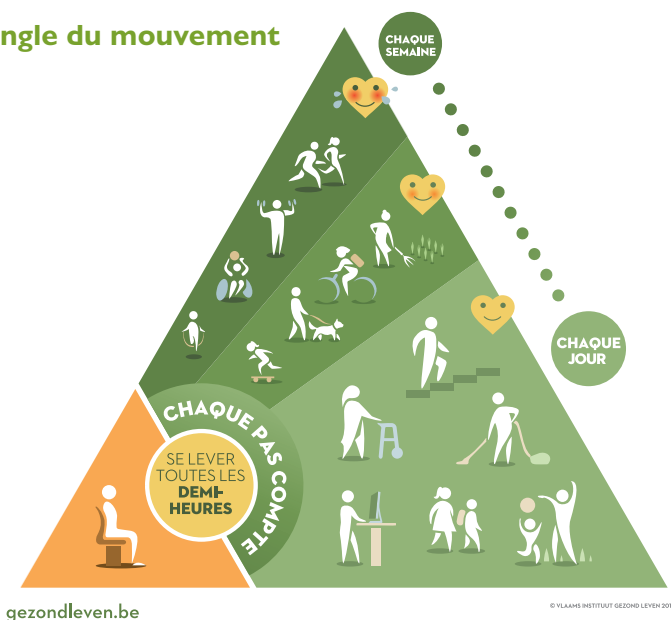 ngle du mouvement
CHAQUE
SEMAINE
CHAQUE
JOUR
CHAQUE PAS COMPTE
SE LEVER
TOUTES LES
DEMI-
HEURES
gezondleven.be
© VLAAMS INSTITUUT GEZOND LEVEN 201